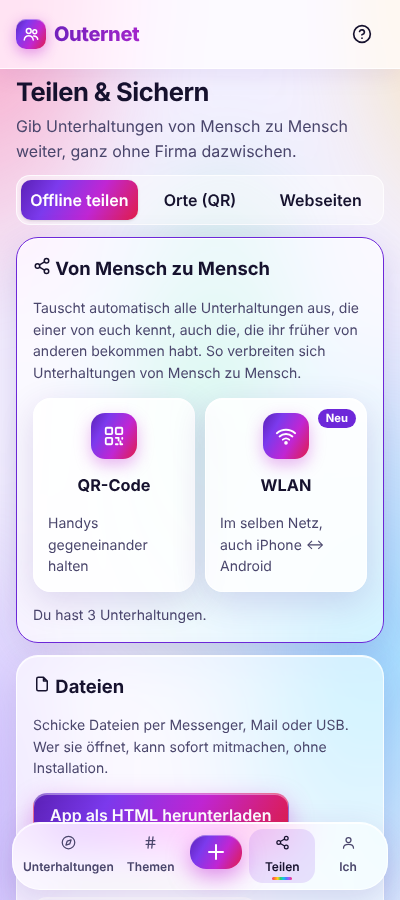 Outernet
Teilen & Sichern
Gib Unterhaltungen von Mensch zu Mensch
weiter, ganz ohne Firma dazwischen.
Offline teilen
Orte (QR)
Webseiten
Von Mensch zu Mensch
Tauscht automatisch alle Unterhaltungen aus, die
einer von euch kennt, auch die, die ihr früher von
anderen bekommen habt. So verbreiten sich
Unterhaltungen von Mensch zu Mensch.
QR-Code
Handys
gegeneinander
halten
Neu
WLAN
Im selben Netz,
auch iPhone ↔
Android
Du hast 3 Unterhaltungen.
Dateien
Schicke Dateien per Messenger, Mail oder USB.
Wer sie öffnet, kann sofort mitmachen, ohne
Installation.
App als HTML herunterladen
Unterhaltungen
Themen
Teilen
Ich